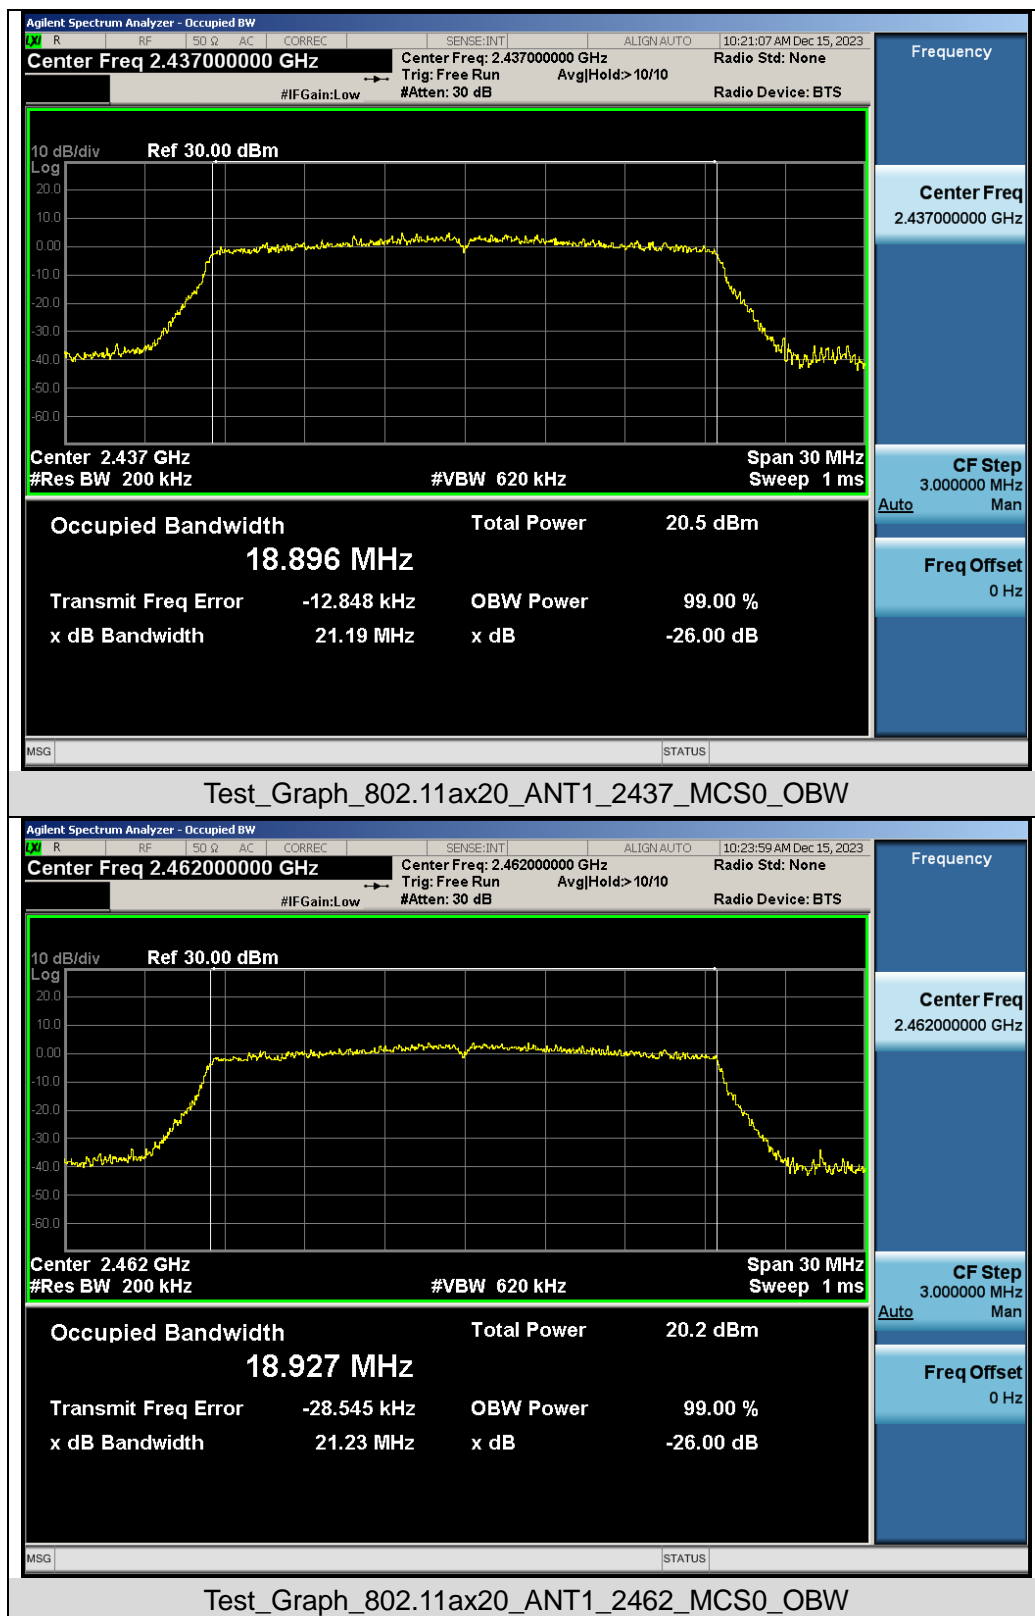 Agilent Spectrum Analyzer - Occupied BW
LXI R RF 50 Ω AC CORREC SENSE:INT ALIGN AUTO 10:21:07 AM Dec 15, 2023
Center Freq 2.437000000 GHz Center Freq: 2.437000000 GHz Radio Std: None
Trig: Free Run Avg|Hold:> 10/10
#IFGain:Low #Atten: 30 dB Radio Device: BTS
Frequency
10 dB/div Ref 30.00 dBm
Log
20.0
10.0
0.00
-10.0
-20.0
-30.0
-40.0
-50.0
-60.0
Center 2.437 GHz Span 30 MHz
#Res BW 200 kHz #VBW 620 kHz Sweep 1 ms
Center Freq
2.437000000 GHz
CF Step
3.000000 MHz
Auto Man
Freq Offset
0 Hz
Occupied Bandwidth Total Power 20.5 dBm
18.896 MHz
Transmit Freq Error -12.848 kHz OBW Power 99.00 %
x dB Bandwidth 21.19 MHz x dB -26.00 dB
MSG STATUS
Test_Graph_802.11ax20_ANT1_2437_MCS0_OBW
Agilent Spectrum Analyzer - Occupied BW
LXI R RF 50 Ω AC CORREC SENSE:INT ALIGN AUTO 10:23:59 AM Dec 15, 2023
Center Freq 2.462000000 GHz Center Freq: 2.462000000 GHz Radio Std: None
Trig: Free Run Avg|Hold:> 10/10
#IFGain:Low #Atten: 30 dB Radio Device: BTS
Frequency
10 dB/div Ref 30.00 dBm
Log
20.0
10.0
0.00
-10.0
-20.0
-30.0
-40.0
-50.0
-60.0
Center 2.462 GHz Span 30 MHz
#Res BW 200 kHz #VBW 620 kHz Sweep 1 ms
Center Freq
2.462000000 GHz
CF Step
3.000000 MHz
Auto Man
Freq Offset
0 Hz
Occupied Bandwidth Total Power 20.2 dBm
18.927 MHz
Transmit Freq Error -28.545 kHz OBW Power 99.00 %
x dB Bandwidth 21.23 MHz x dB -26.00 dB
MSG STATUS
Test_Graph_802.11ax20_ANT1_2462_MCS0_OBW